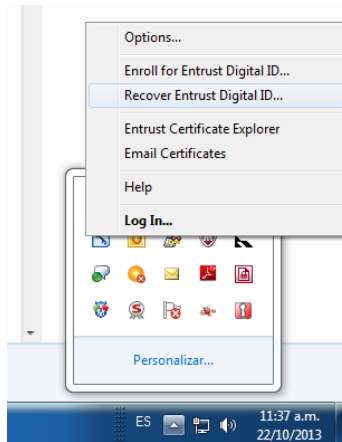 Options...
Enroll for Entrust Digital ID...
Recover Entrust Digital ID...
Entrust Certificate Explorer
Email Certificates
Help
Log In...
Personalizar...
ES 11:37 a.m.
22/10/2013